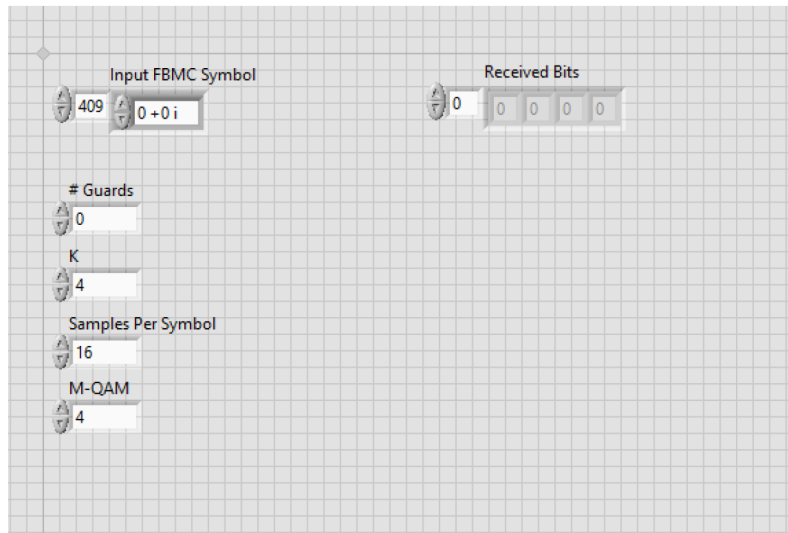 Input FBMC Symbol
409 0 +0 i
Received Bits
0 0 0 0 0
# Guards
0
K
4
Samples Per Symbol
16
M-QAM
4